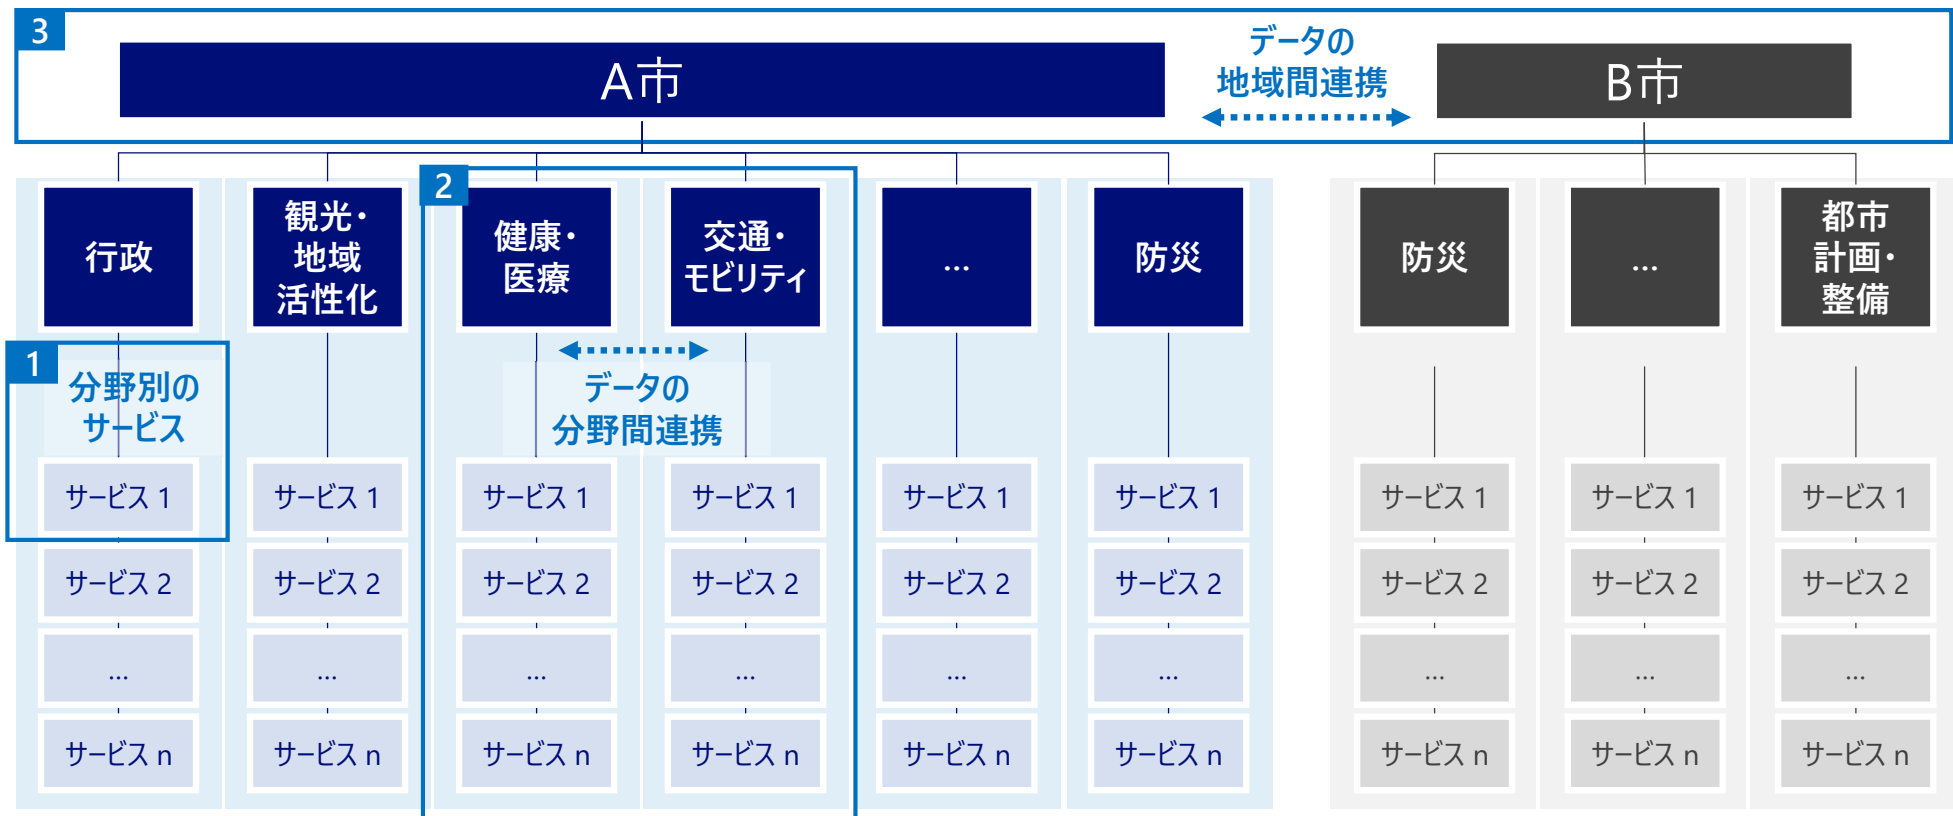 3
A市
データの
地域間連携
B市
行政
観光・
地域
活性化
2
健康・
医療
交通・
モビリティ
...
防災
防災
...
都市
計画・
整備
1
分野別の
サービス
データの
分野間連携
サービス 1
サービス 1
サービス 1
サービス 1
サービス 1
サービス 1
サービス 1
サービス 1
サービス 1
サービス 2
サービス 2
サービス 2
サービス 2
サービス 2
サービス 2
サービス 2
サービス 2
サービス 2
...
...
...
...
...
...
...
...
...
サービス n
サービス n
サービス n
サービス n
サービス n
サービス n
サービス n
サービス n
サービス n